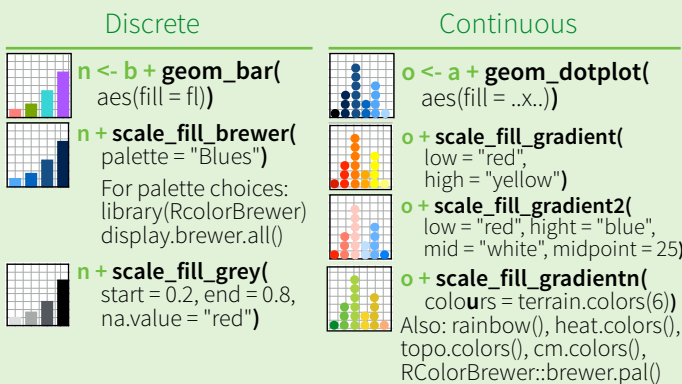 Discrete
n <- b + geom_bar(
aes(fill = fl))
n + scale_fill_brewer(
palette = "Blues")
For palette choices:
library(RcolorBrewer)
display.brewer.all()
n + scale_fill_grey(
start = 0.2, end = 0.8,
na.value = "red")
Continuous
o <- a + geom_dotplot(
aes(fill = ..x..))
o + scale_fill_gradient(
low = "red",
high = "yellow")
o + scale_fill_gradient2(
low = "red", hight = "blue",
mid = "white", midpoint = 25)
o + scale_fill_gradientn(
colours = terrain.colors(6))
Also: rainbow(), heat.colors(),
topo.colors(), cm.colors(),
RColorBrewer::brewer.pal()